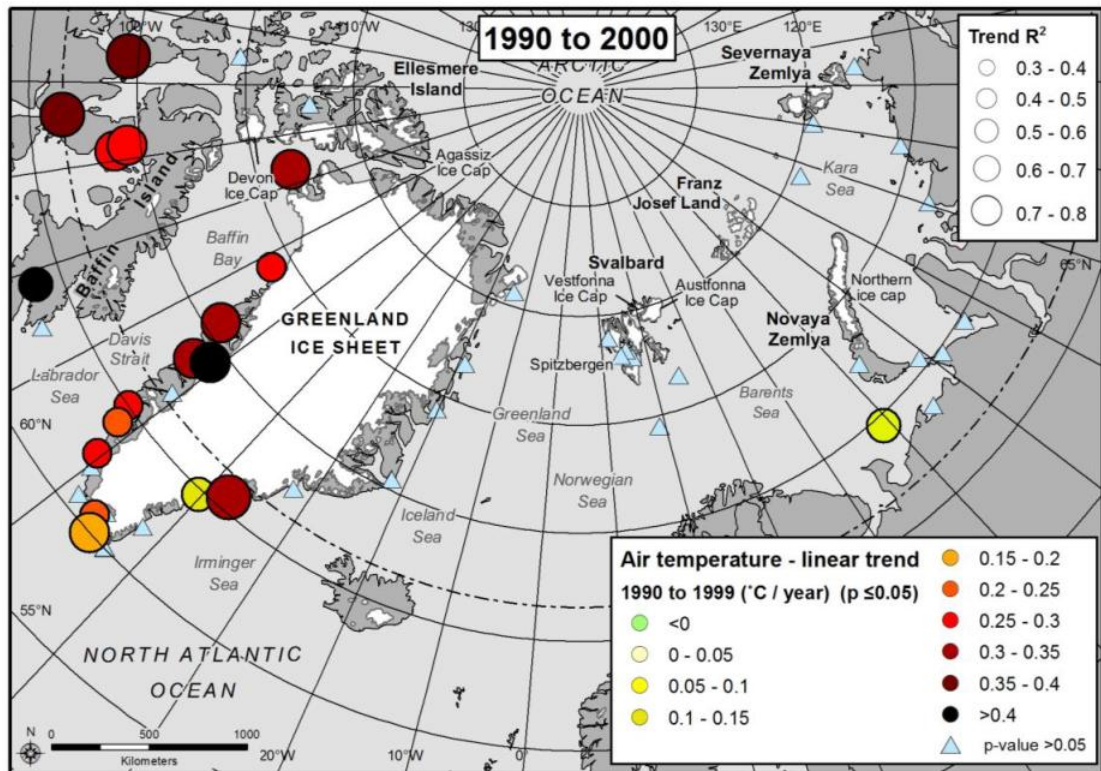 1990 to 2000
100°W
110°W
130°E
120°E
ARCTIC
OCEAN
Ellesmere
Island
Severnaya
Zemlya
Trend R²
0.3 - 0.4
0.4 - 0.5
0.5 - 0.6
0.6 - 0.7
0.7 - 0.8
Agassiz
Ice Cap
Devon
Ice Cap
Kara
Sea
Franz
Josef Land
Baffin Island
Baffin
Bay
65°N
Svalbard
Vestfonna
Ice Cap
Austfonna
Ice Cap
Northern
ice cap
GREENLAND
ICE SHEET
Novaya
Zemlya
Davis
Strait
Spitzbergen
Labrador
Sea
Barents
Sea
Greenland
Sea
60°N
Norwegian
Sea
Iceland
Sea
Irminger
Sea
55°N
NORTH ATLANTIC
OCEAN
Air temperature - linear trend
1990 to 1999 (°C / year) (p ≤0.05)
<0
0 - 0.05
0.05 - 0.1
0.1 - 0.15
0.15 - 0.2
0.2 - 0.25
0.25 - 0.3
0.3 - 0.35
0.35 - 0.4
>0.4
p-value >0.05
N
0 500 1000
Kilometers
20°W
10°W
0°